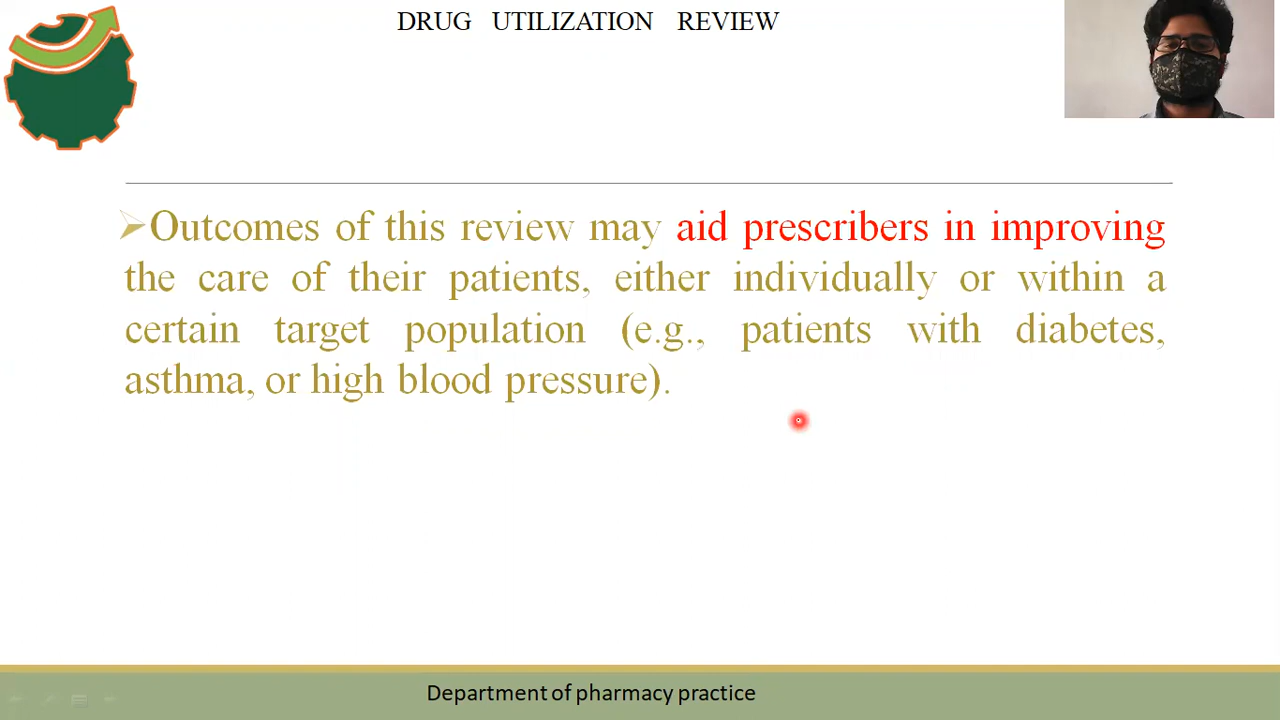 DRUG UTILIZATION REVIEW
Outcomes of this review may aid prescribers in improving
the care of their patients, either individually or within a
certain target population (e.g., patients with diabetes,
asthma, or high blood pressure).
Department of pharmacy practice